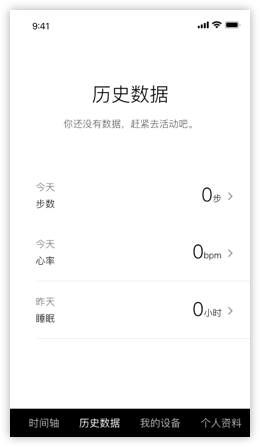 9:41
历史数据
你还没有数据，赶紧去活动吧。
今天
步数
0步
今天
心率
0bpm
昨天
睡眠
0小时
时间轴 历史数据 我的设备 个人资料